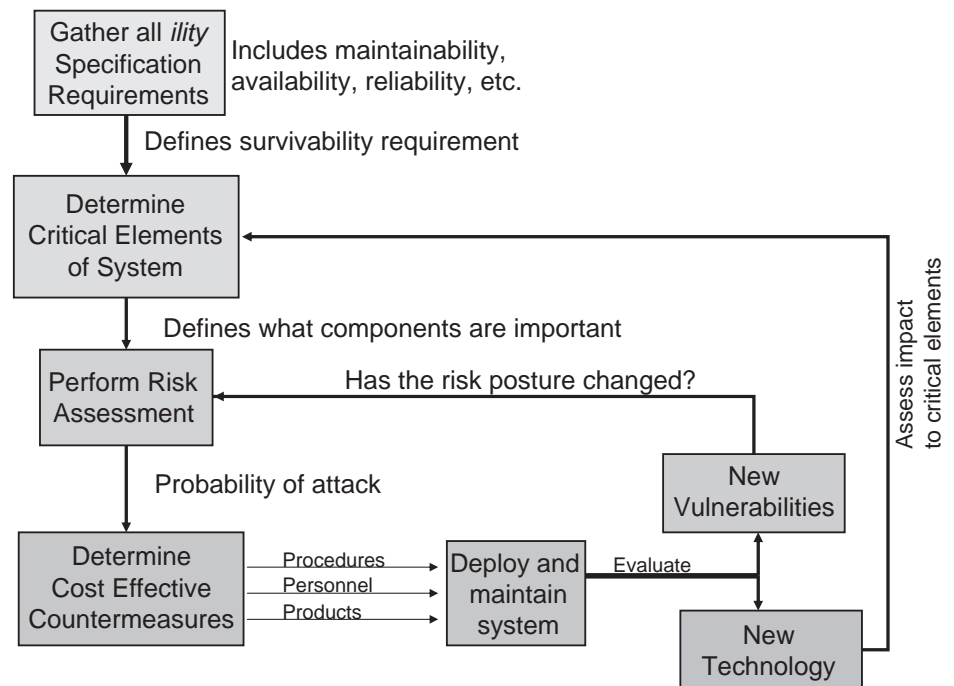 Gather all ility
Specification
Requirements
Includes maintainability,
availability, reliability, etc.
Defines survivability requirement
Determine
Critical Elements
of System
Defines what components are important
Perform Risk
Assessment
Has the risk posture changed?
Assess impact
to critical elements
Probability of attack
New
Vulnerabilities
Determine
Cost Effective
Countermeasures
Procedures
Personnel
Products
Deploy and
maintain
system
Evaluate
New
Technology